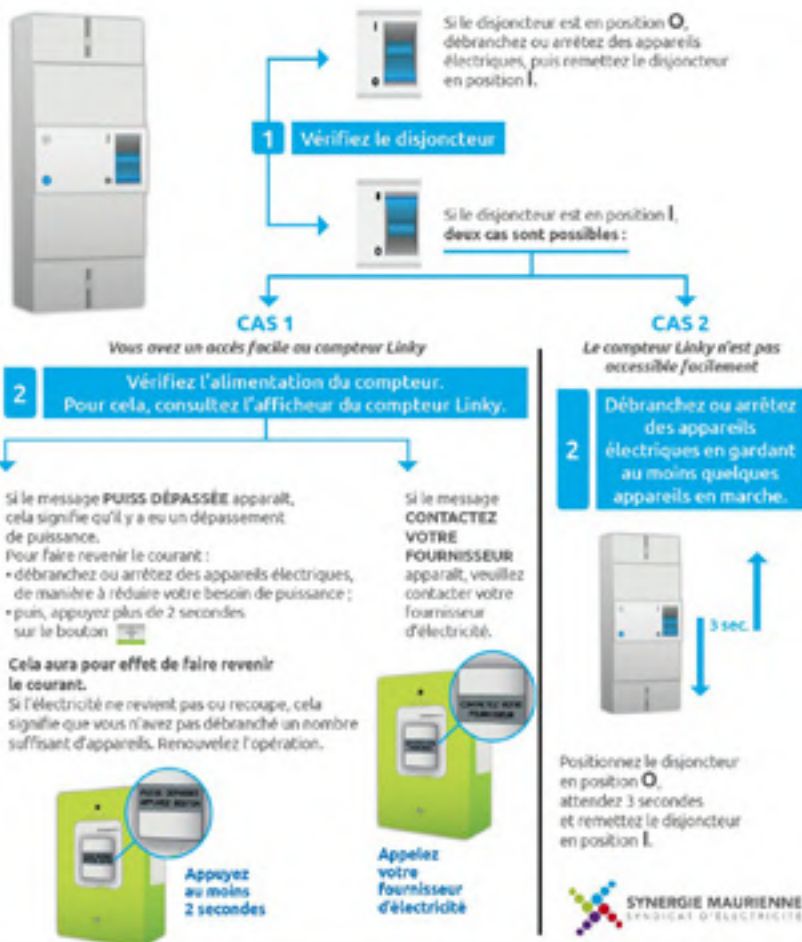 Si le disjoncteur est en position O,
débranchez ou arrêtez des appareils
électriques, puis remettez le disjoncteur
en position I.
1 Vérifiez le disjoncteur
Si le disjoncteur est en position I,
deux cas sont possibles :
CAS 1
Vous avez un accès facile au compteur Linky
2 Vérifiez l'alimentation du compteur.
Pour cela, consultez l'afficheur du compteur Linky.
Si le message PUISS DÉPASSÉE apparaît,
cela signifie qu'il y a eu un dépassement
de puissance.
Pour faire revenir le courant :
• débranchez ou arrêtez des appareils électriques,
de manière à réduire votre besoin de puissance ;
• puis, appuyez plus de 2 secondes
sur le bouton
Cela aura pour effet de faire revenir
le courant.
Si l'électricité ne revient pas ou recoupe, cela
signifie que vous n'avez pas débranché un nombre
suffisant d'appareils. Renouvelez l'opération.
Appuyez
au moins
2 secondes
Si le message
CONTACTEZ
VOTRE
FOURNISSEUR
apparaît, veuillez
contacter votre
fournisseur
d'électricité.
CONTACTEZ VOTRE
FOURNISSEUR
Appelez
votre
fournisseur
d'électricité
CAS 2
Le compteur Linky n'est pas
accessible facilement
2 Débranchez ou arrêtez
des appareils
électriques en gardant
au moins quelques
appareils en marche.
3 sec.
Positionnez le disjoncteur
en position O,
attendez 3 secondes
et remettez le disjoncteur
en position I.
SYNERGIE MAURIENNE
SYNDICAT D'ÉLECTRICITÉ